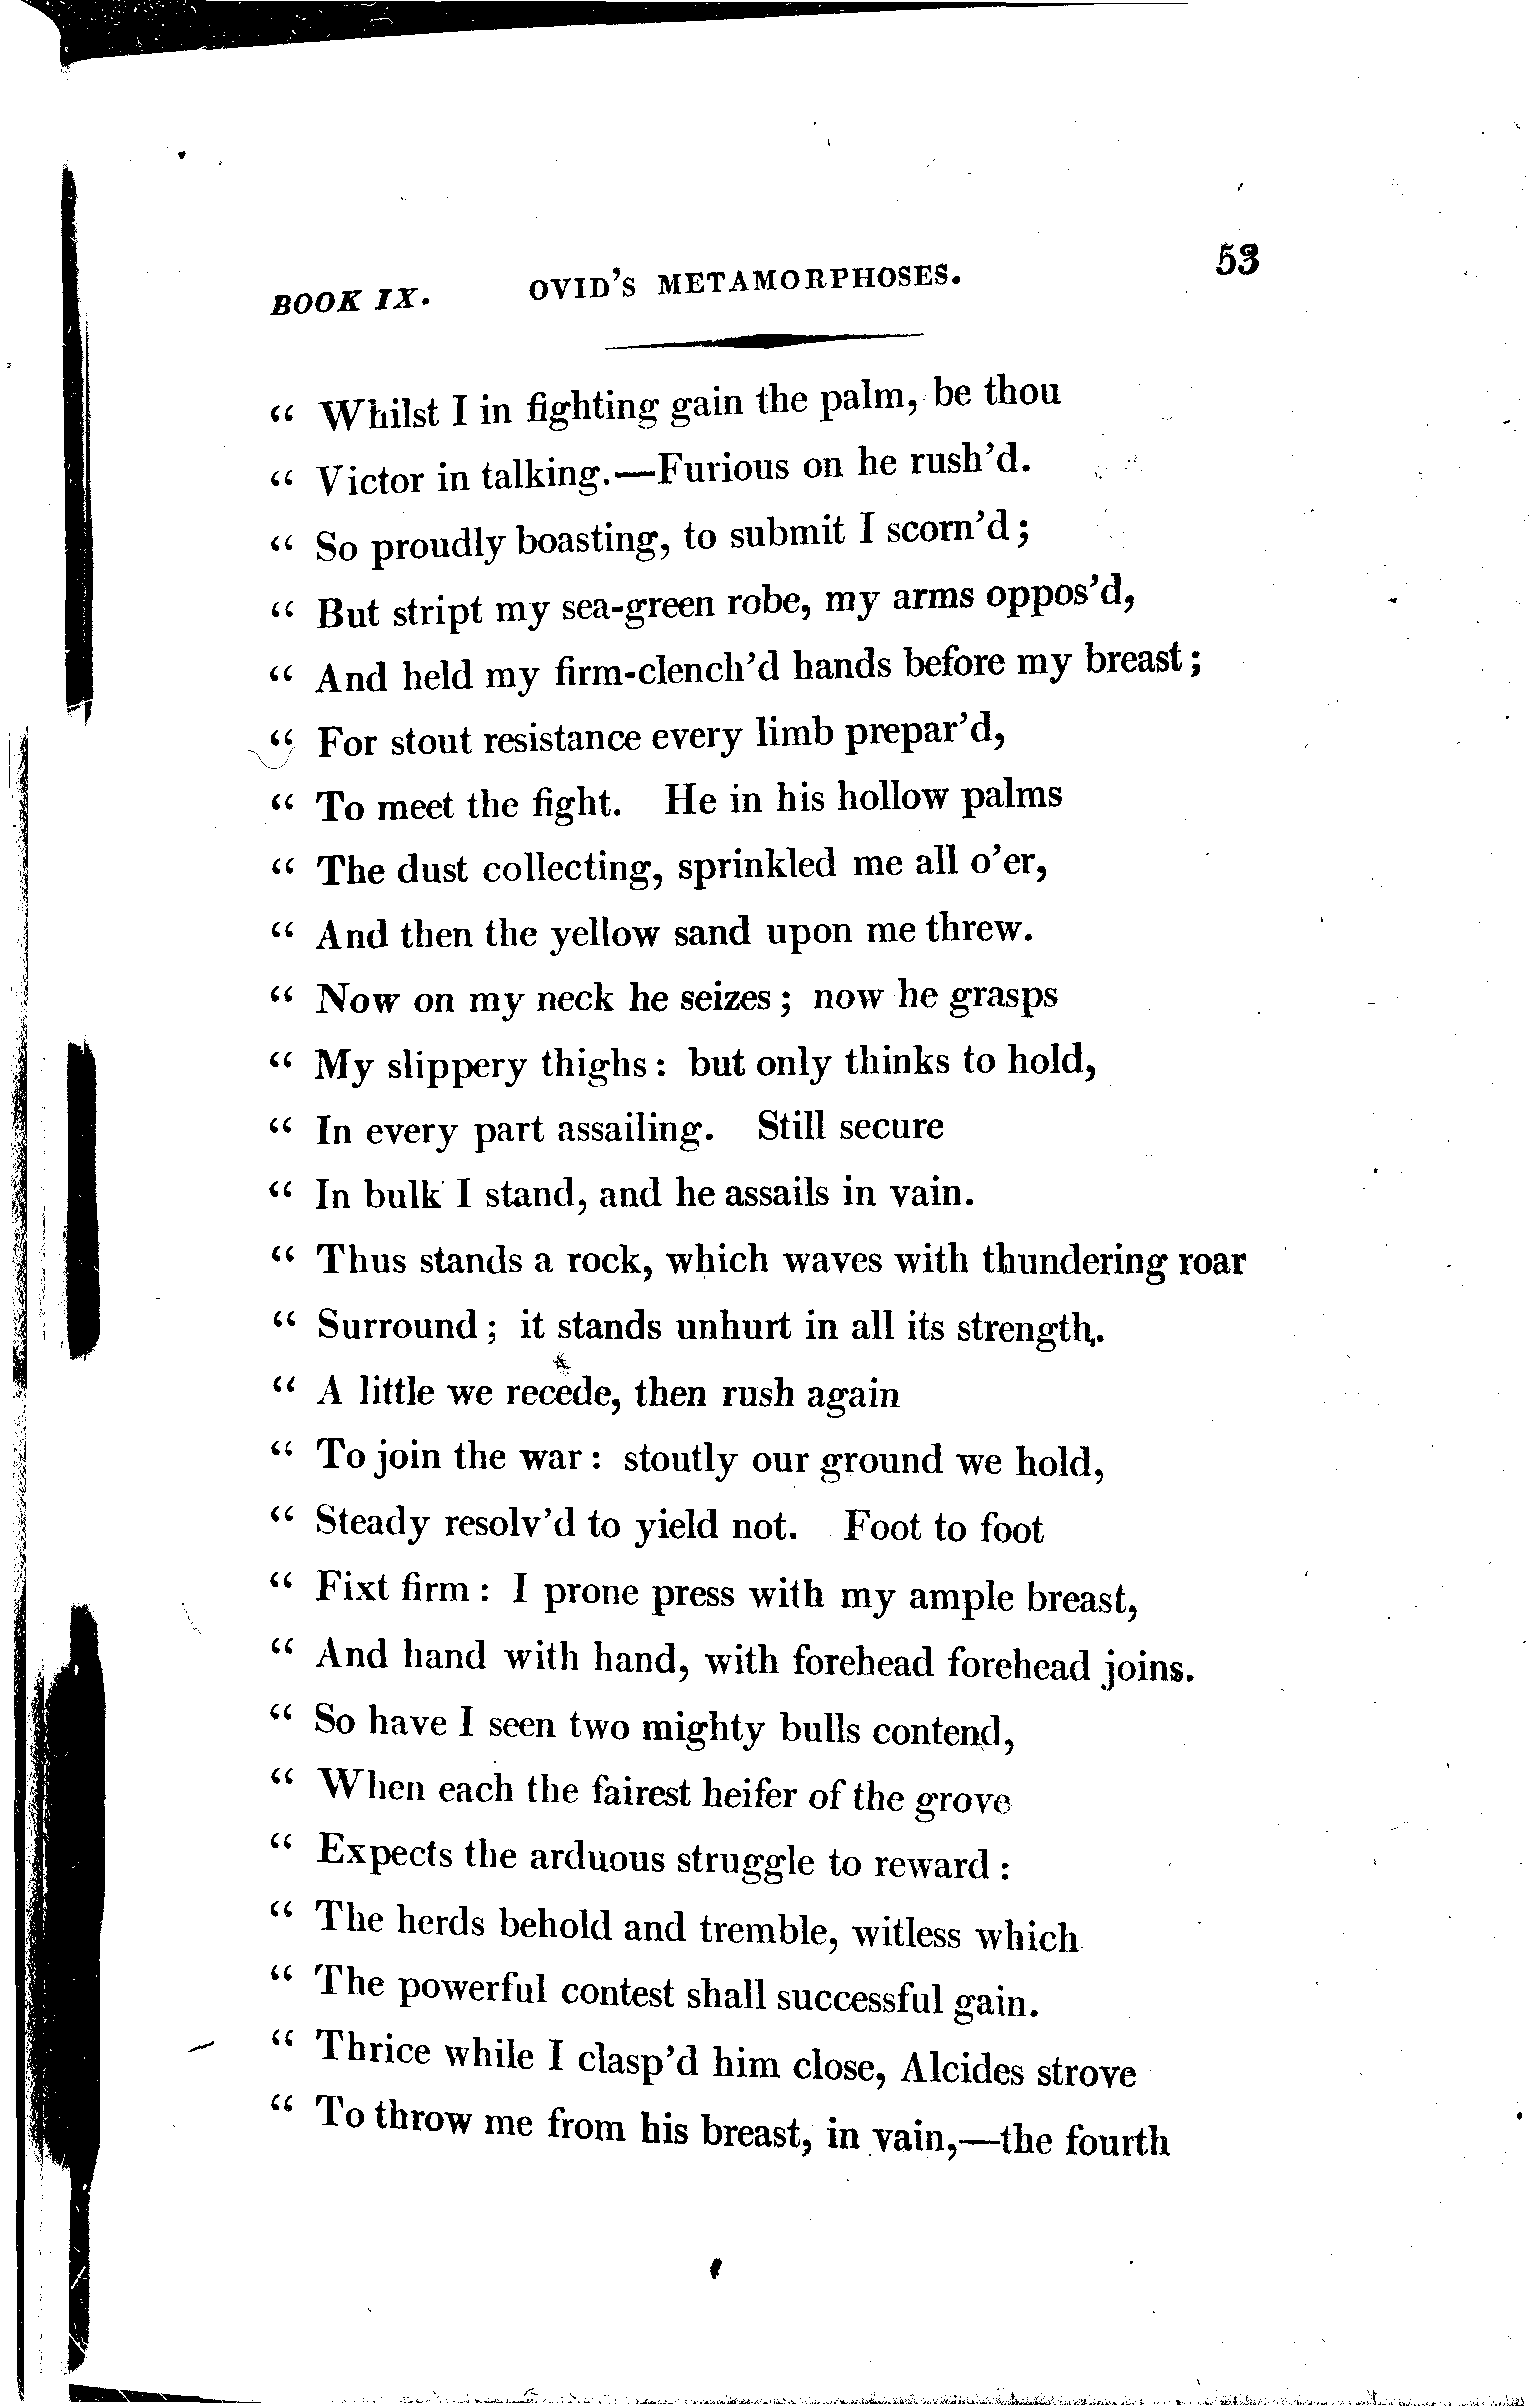 BOOK IX. OVID'S METAMORPHOSES. 53
“ Whilst I in fighting gain the palm, be thou
“ Victor in talking.—Furious on he rush'd.
“ So proudly boasting, to submit I scorn'd;
“ But stript my sea-green robe, my arms oppos'd,
“ And held my firm-clench'd hands before my breast;
“ For stout resistance every limb prepar'd,
“ To meet the fight. He in his hollow palms
“ The dust collecting, sprinkled me all o'er,
“ And then the yellow sand upon me threw.
“ Now on my neck he seizes; now he grasps
“ My slippery thighs: but only thinks to hold,
“ In every part assailing. Still secure
“ In bulk I stand, and he assails in vain.
“ Thus stands a rock, which waves with thundering roar
“ Surround; it stands unhurt in all its strength.
“ A little we recede, then rush again
“ To join the war: stoutly our ground we hold,
“ Steady resolv'd to yield not. Foot to foot
“ Fixt firm: I prone press with my ample breast,
“ And hand with hand, with forehead forehead joins.
“ So have I seen two mighty bulls contend,
“ When each the fairest heifer of the grove
“ Expects the arduous struggle to reward:
“ The herds behold and tremble, witless which
“ The powerful contest shall successful gain.
“ Thrice while I clasp'd him close, Alcides strove
“ To throw me from his breast, in vain,—the fourth